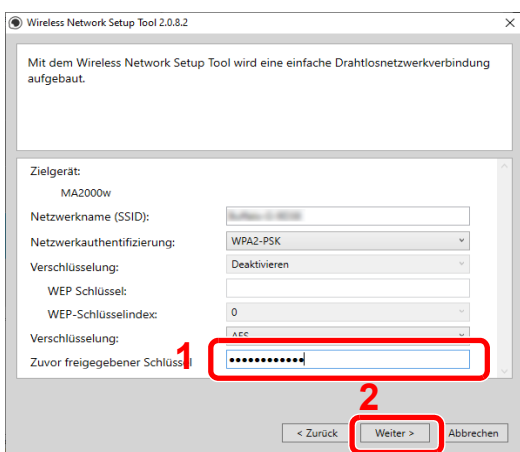 Wireless Network Setup Tool 2.0.8.2
Mit dem Wireless Network Setup Tool wird eine einfache Drahtlosnetzwerkverbindung
aufgebaut.
Zielgerät:
MA2000w
Netzwerkname (SSID):
Netzwerkauthentifizierung: WPA2-PSK
Verschlüsselung: Deaktivieren
WEP Schlüssel:
WEP-Schlüsselindex: 0
Verschlüsselung: AES
Zuvor freigegebener Schlüssel 1 ●●●●●●●●●●●●
2
< Zurück Weiter > Abbrechen